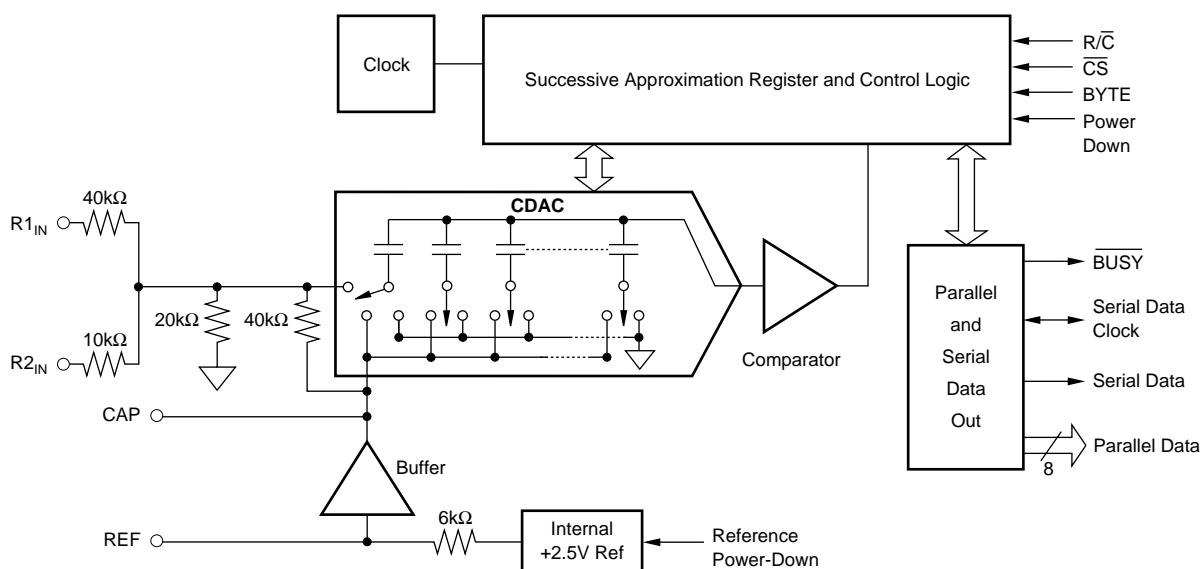 Clock
Successive Approximation Register and Control Logic
R/C̅
C̅S̅
BYTE
Power
Down
CDAC
40kΩ
R1IN
20kΩ
40kΩ
10kΩ
R2IN
Comparator
Parallel
and
Serial
Data
Out
B̅U̅S̅Y̅
Serial Data
Clock
Serial Data
Parallel Data
8
CAP
Buffer
REF
6kΩ
Internal
+2.5V Ref
Reference
Power-Down